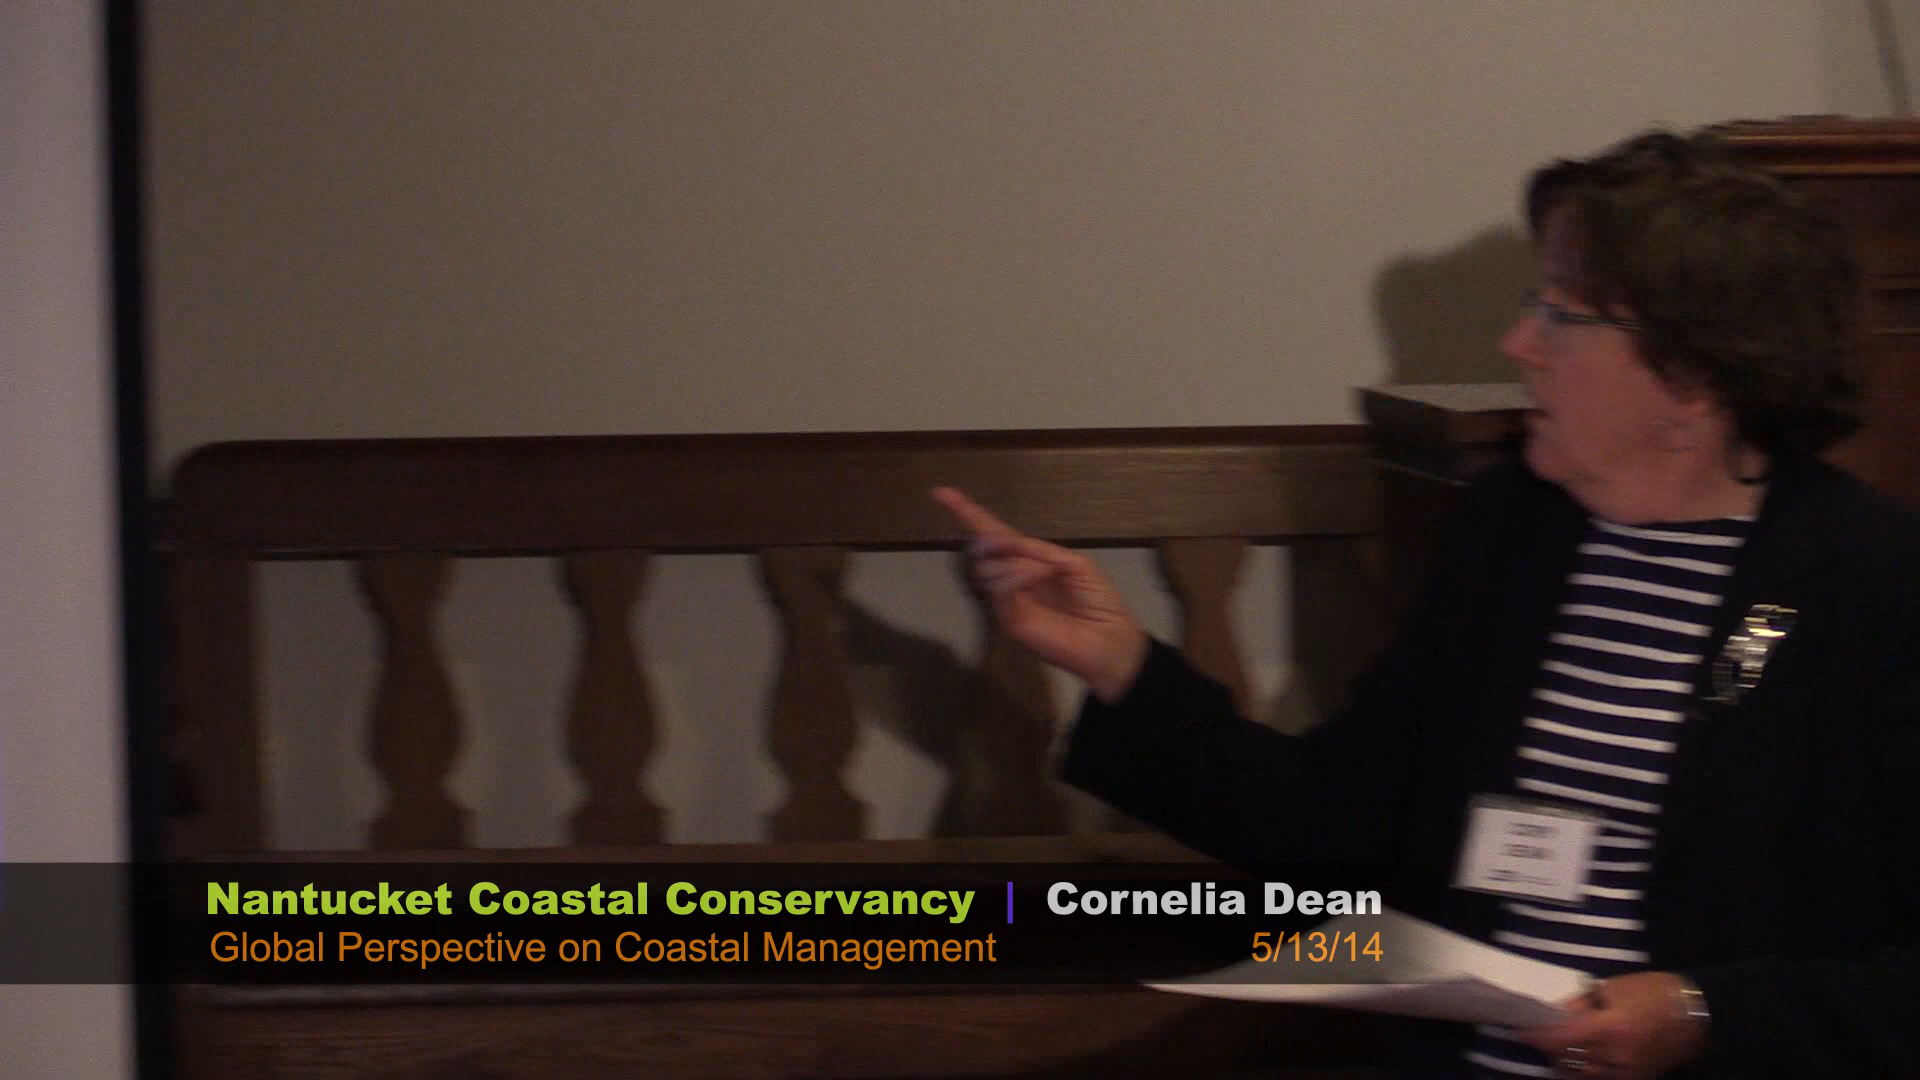 Nantucket Coastal Conservancy | Cornelia Dean
Global Perspective on Coastal Management 5/13/14